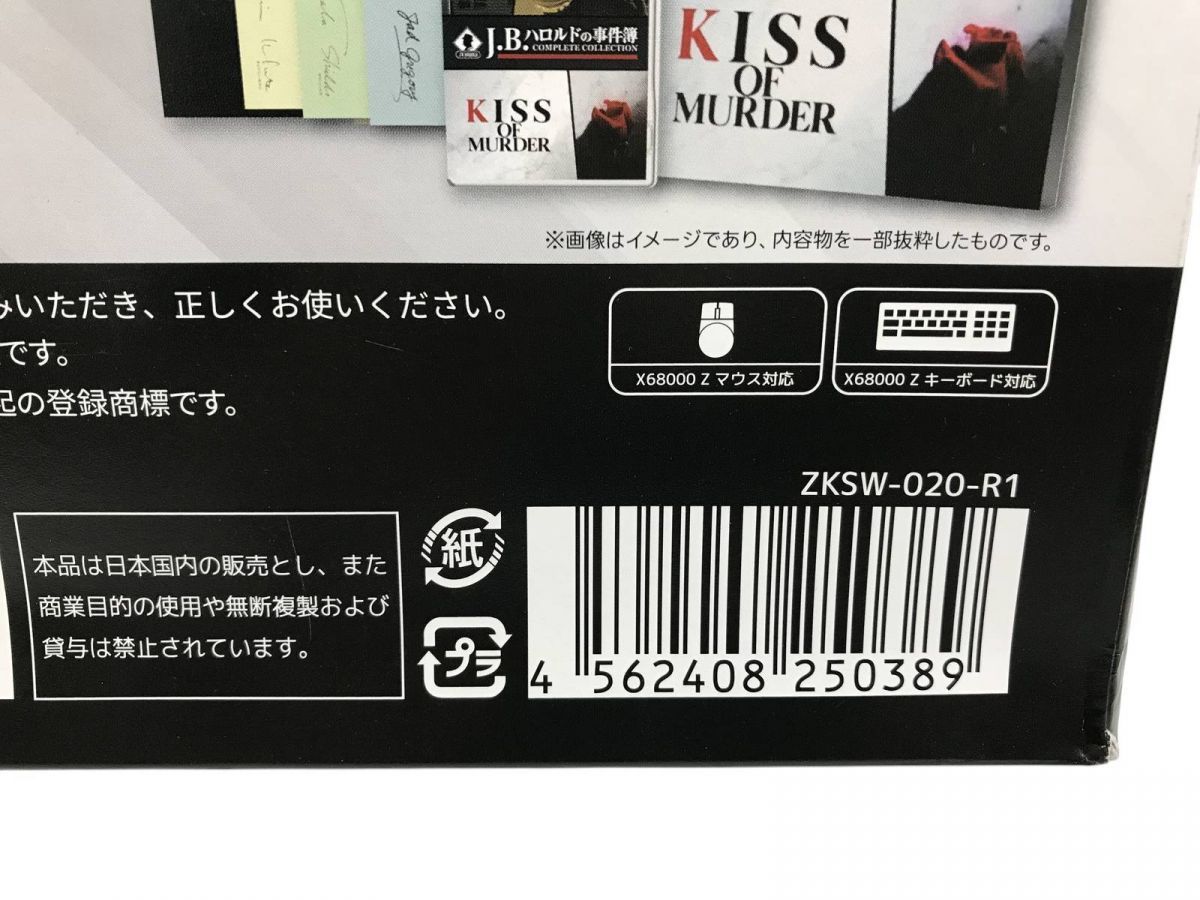 J.B.ハロルドの事件簿
COMPLETE COLLECTION
KISS
OF
MURDER
KISS
OF
MURDER
※画像はイメージであり、内容物を一部抜粋したものです。
みいただき、正しくお使いください。
です。
起の登録商標です。
X68000 Z マウス対応
X68000 Z キーボード対応
ZKSW-020-R1
本品は日本国内の販売とし、また
商業目的の使用や無断複製および
貸与は禁止されています。
紙
プラ
4 562408 250389